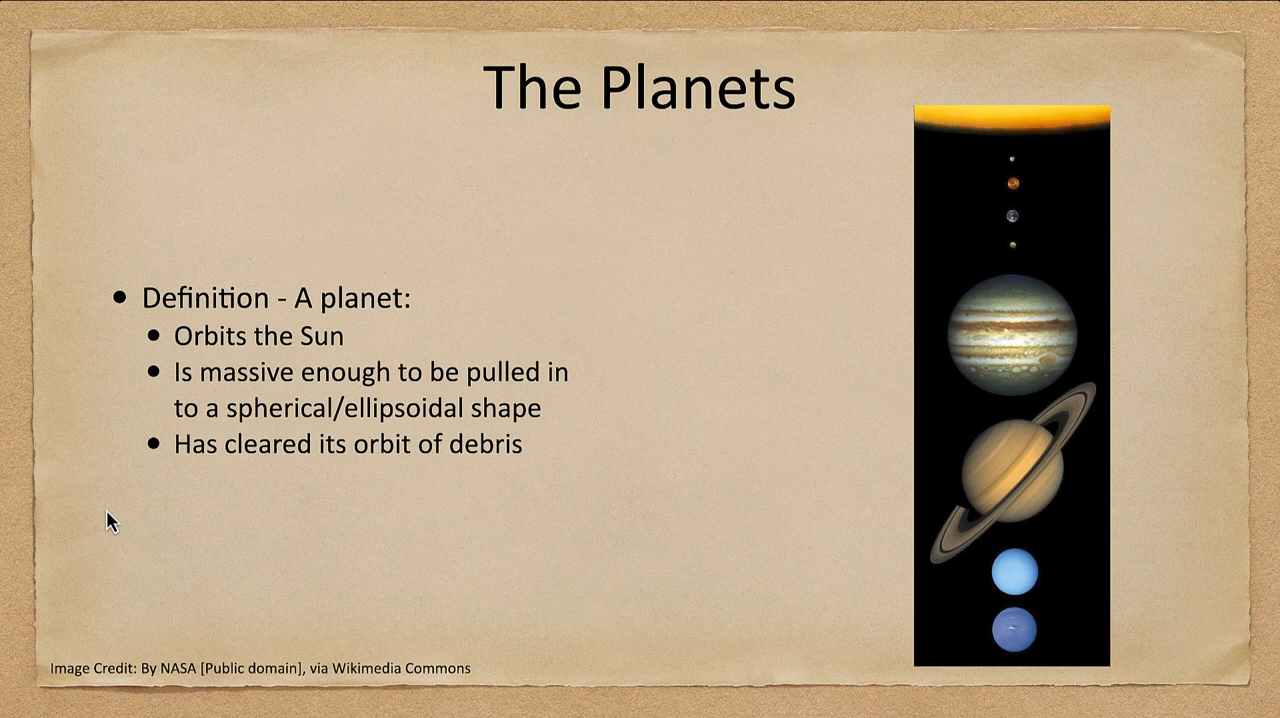 The Planets
• Definition - A planet:
• Orbits the Sun
• Is massive enough to be pulled in
to a spherical/ellipsoidal shape
• Has cleared its orbit of debris
Image Credit: By NASA [Public domain], via Wikimedia Commons